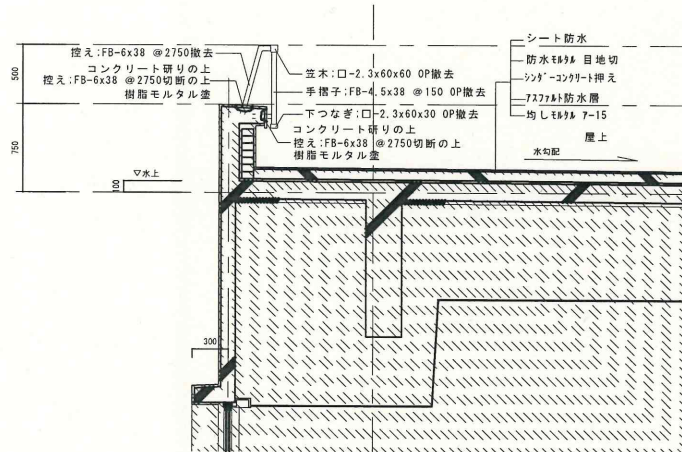 控え:FB-6x38 @2750撤去
コンクリート研りの上
控え:FB-6x38 @2750切断の上
樹脂モルタル塗
笠木:口-2.3x60x60 OP撤去
手摺子:FB-4.5x38 @150 OP撤去
下つなぎ:口-2.3x60x30 OP撤去
コンクリート研りの上
控え:FB-6x38 @2750切断の上
樹脂モルタル塗
シート防水
防水モルタル 目地切
シンダーコンクリート押え
アスファルト防水層
均しモルタル ア-15
屋上
水勾配
500
750
100
▽水上
300